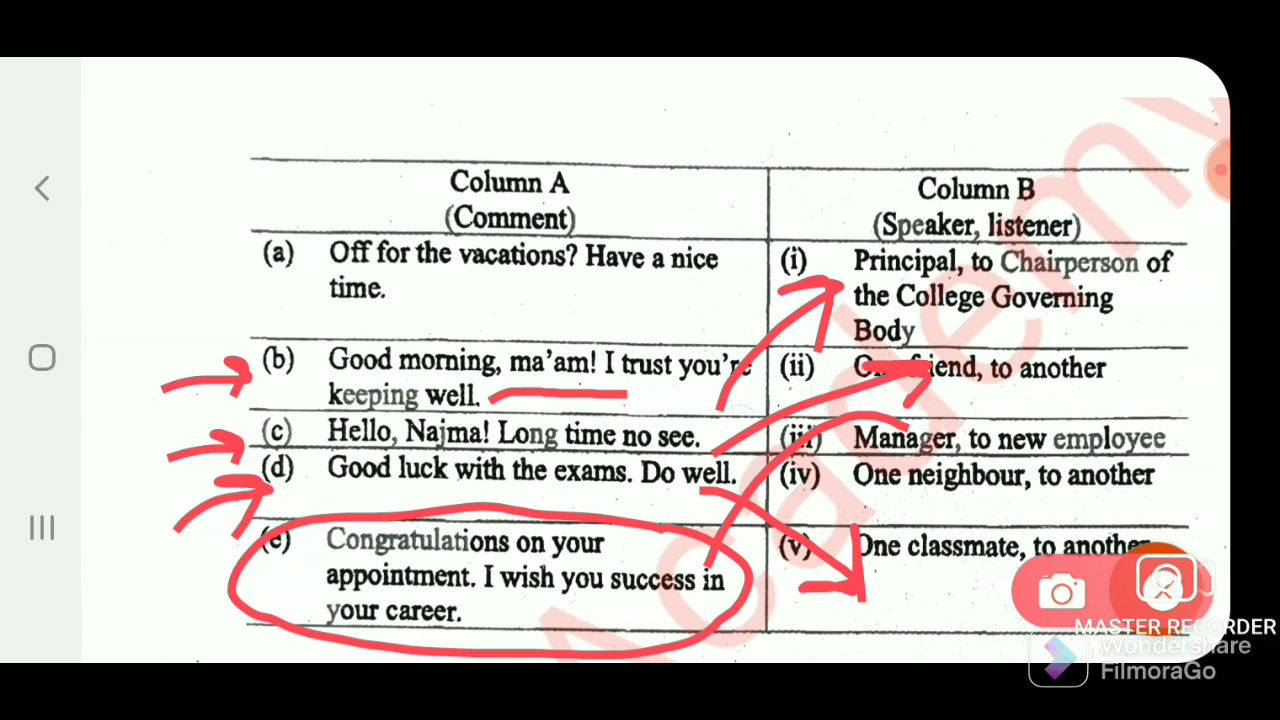 Column A
(Comment)
Column B
(Speaker, listener)
(a) Off for the vacations? Have a nice
time.
(i) Principal, to Chairperson of
the College Governing
Body
(b) Good morning, ma'am! I trust you're
keeping well.
(ii) friend, to another
(c) Hello, Najma! Long time no see.
(iii) Manager, to new employee
(d) Good luck with the exams. Do well.
(iv) One neighbour, to another
(e) Congratulations on your
appointment. I wish you success in
your career.
(v) One classmate, to another
MASTER RECORDER
Wondershare
FilmoraGo